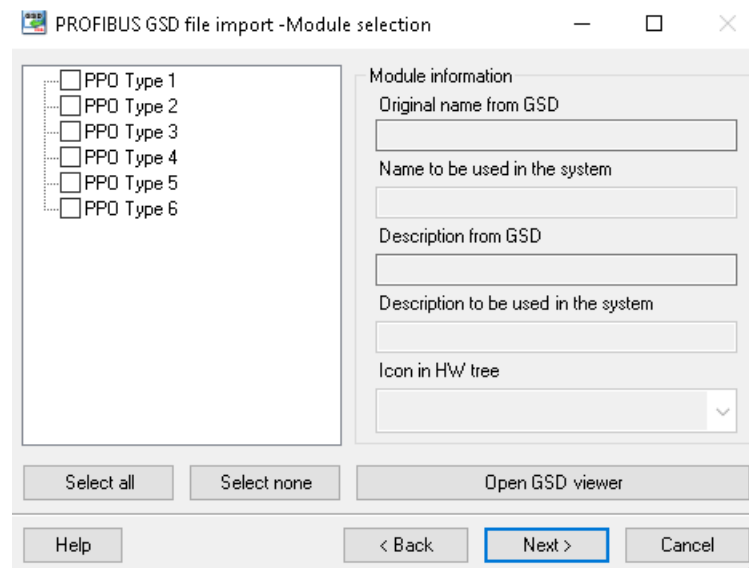 PROFIBUS GSD file import -Module selection
PPO Type 1
PPO Type 2
PPO Type 3
PPO Type 4
PPO Type 5
PPO Type 6
Module information
Original name from GSD
Name to be used in the system
Description from GSD
Description to be used in the system
Icon in HW tree
Select all
Select none
Open GSD viewer
Help
< Back
Next >
Cancel